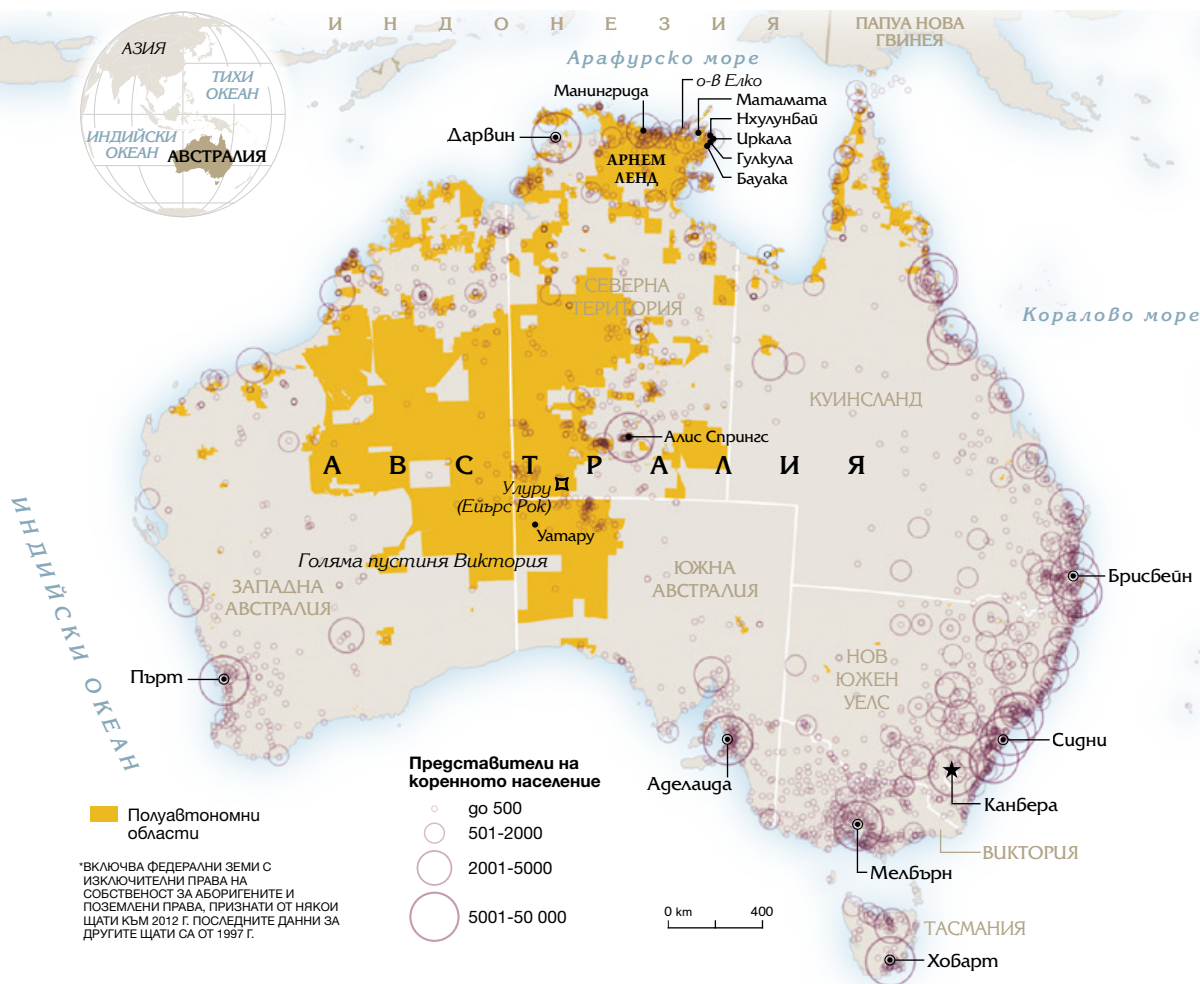 ИНДОНЕЗИЯ
ПАПУА НОВА
ГВИНЕЯ
АЗИЯ
ТИХИ
ОКЕАН
ИНДИЙСКИ
ОКЕАН
АВСТРАЛИЯ
Арафурско море
о-в Елко
Манингрида
Матамата
Нхулунбай
Дарвин
Иркала
Гулкула
Бауака
АРНЕМ
ЛЕНД
СЕВЕРНА
ТЕРИТОРИЯ
Коралово море
КУИНСЛАНД
Алис Спрингс
АВСТРАЛИЯ
Улуру
(Ейърс Рок)
Уатару
Голяма пустиня Виктория
ЗАПАДНА
АВСТРАЛИЯ
ЮЖНА
АВСТРАЛИЯ
Брисбейн
ИНДИЙСКИ ОКЕАН
НОВ
ЮЖЕН
УЕЛС
Пърт
Сидни
Аделаида
Канбера
ВИКТОРИЯ
Мелбърн
ТАСМАНИЯ
Хобарт
Представители на
коренното население
до 500
501-2000
2001-5000
5001-50 000
0 km 400
Полуавтономни
области
*ВКЛЮЧВА ФЕДЕРАЛНИ ЗЕМИ С
ИЗКЛЮЧИТЕЛНИ ПРАВА НА
СОБСТВЕНОСТ ЗА АБОРИГЕНИТЕ И
ПОЗЕМЛЕНИ ПРАВА, ПРИЗНАТИ ОТ НЯКОИ
ЩАТИ КЪМ 2012 Г. ПОСЛЕДНИТЕ ДАННИ ЗА
ДРУГИТЕ ЩАТИ СА ОТ 1997 Г.